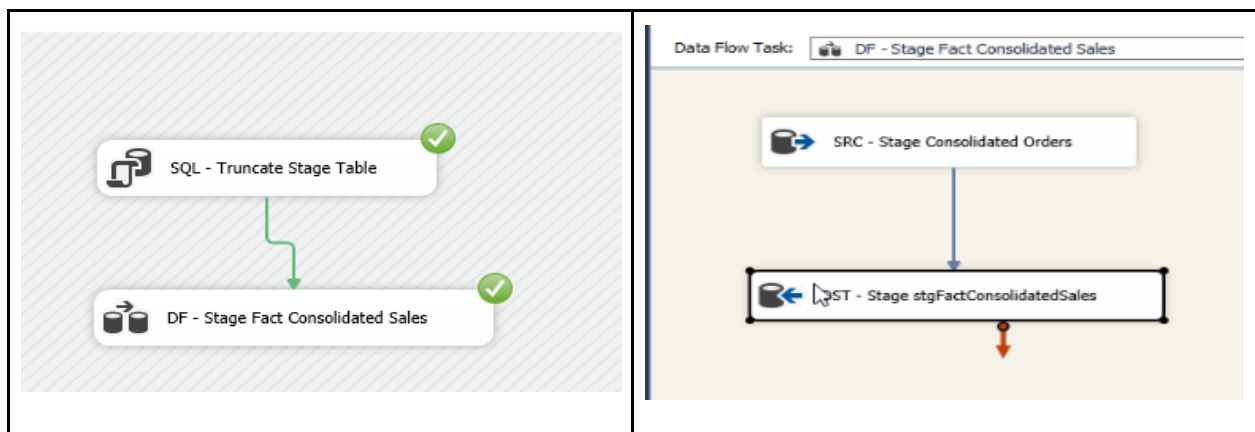 SQL - Truncate Stage Table
DF - Stage Fact Consolidated Sales
Data Flow Task: DF - Stage Fact Consolidated Sales
SRC - Stage Consolidated Orders
- Stage stgFactConsolidatedSales